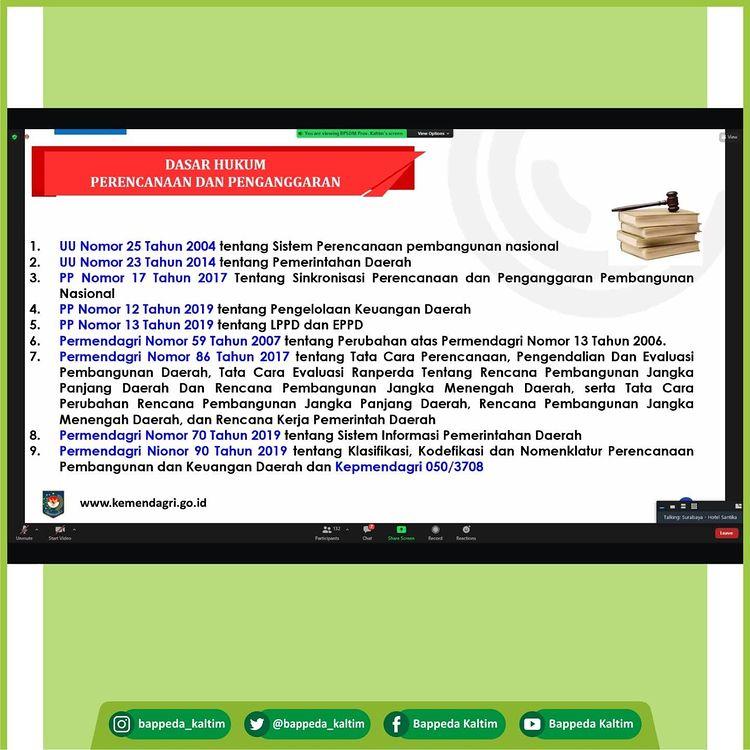 You are viewing BPSDM Prov. Kaltim's screen
View Options
View
DASAR HUKUM
PERENCANAAN DAN PENGANGGARAN
1. UU Nomor 25 Tahun 2004 tentang Sistem Perencanaan pembangunan nasional
2. UU Nomor 23 Tahun 2014 tentang Pemerintahan Daerah
3. PP Nomor 17 Tahun 2017 Tentang Sinkronisasi Perencanaan dan Penganggaran Pembangunan
Nasional
4. PP Nomor 12 Tahun 2019 tentang Pengelolaan Keuangan Daerah
5. PP Nomor 13 Tahun 2019 tentang LPPD dan EPPD
6. Permendagri Nomor 59 Tahun 2007 tentang Perubahan atas Permendagri Nomor 13 Tahun 2006.
7. Permendagri Nomor 86 Tahun 2017 tentang Tata Cara Perencanaan, Pengendalian Dan Evaluasi
Pembangunan Daerah, Tata Cara Evaluasi Ranperda Tentang Rencana Pembangunan Jangka
Panjang Daerah Dan Rencana Pembangunan Jangka Menengah Daerah, serta Tata Cara
Perubahan Rencana Pembangunan Jangka Panjang Daerah, Rencana Pembangunan Jangka
Menengah Daerah, dan Rencana Kerja Pemerintah Daerah
8. Permendagri Nomor 70 Tahun 2019 tentang Sistem Informasi Pemerintahan Daerah
9. Permendagri Nionor 90 Tahun 2019 tentang Klasifikasi, Kodefikasi dan Nomenklatur Perencanaan
Pembangunan dan Keuangan Daerah dan Kepmendagri 050/3708
www.kemendagri.go.id
Talking: Surabaya - Hotel Santika
Unmute
Start Video
132
Participants
Chat
Share Screen
Record
Reactions
Leave
bappeda_kaltim
@bappeda_kaltim
Bappeda Kaltim
Bappeda Kaltim